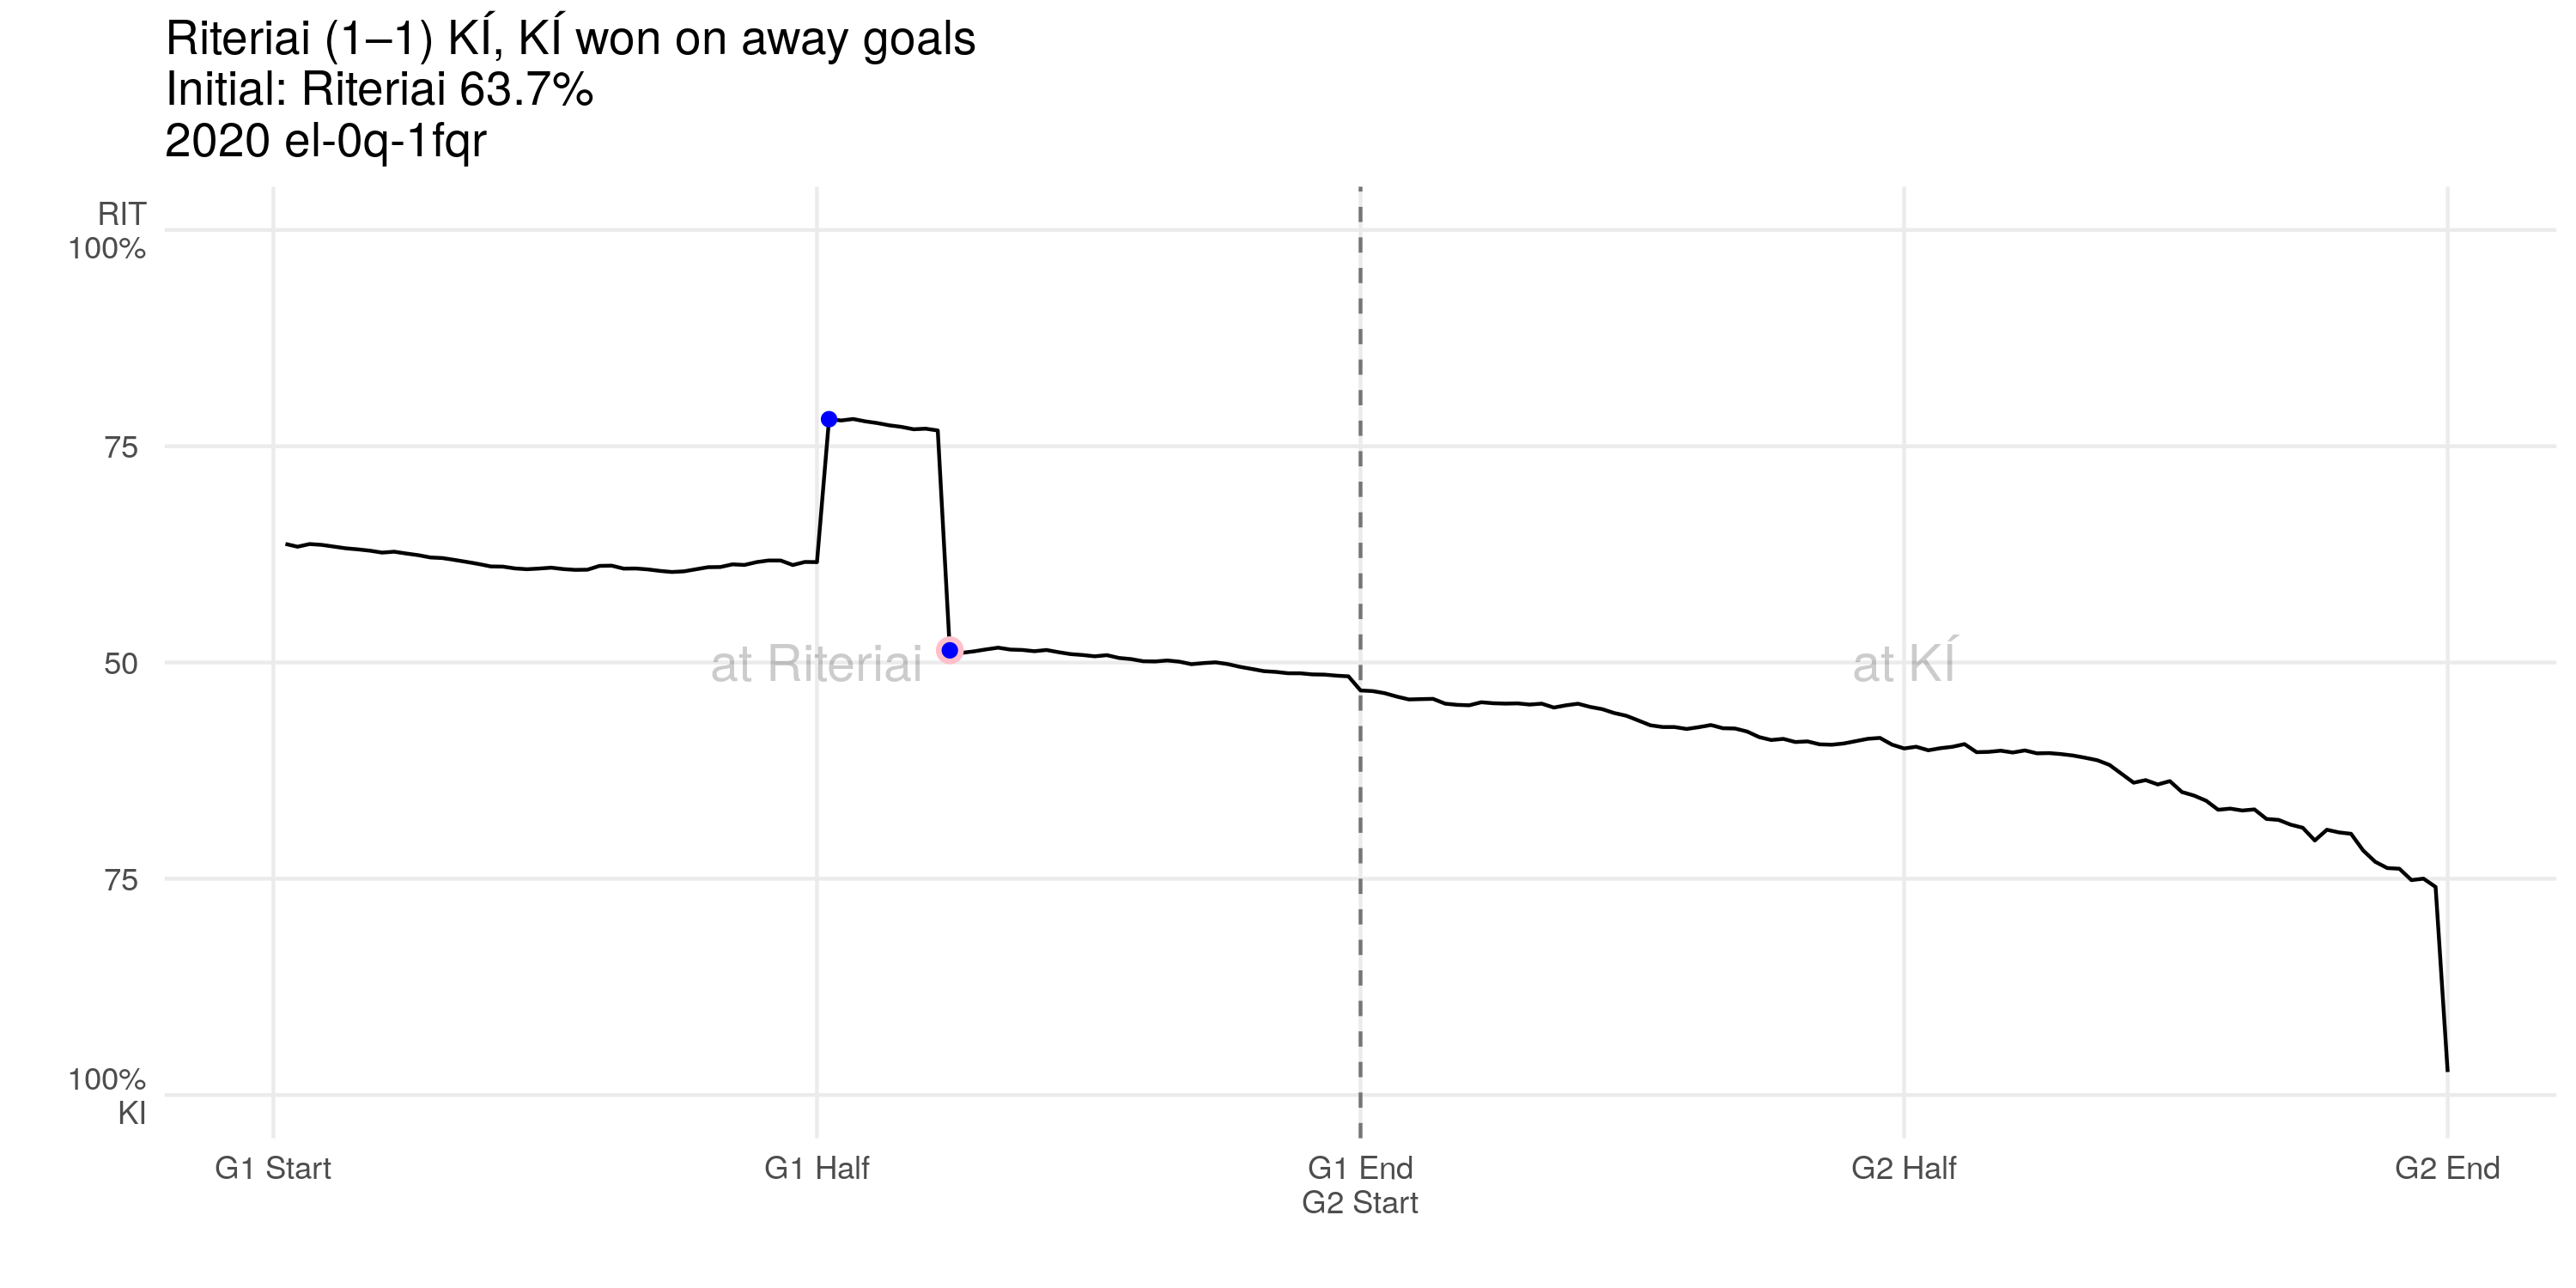 Riteriai (1–1) KÍ, KÍ won on away goals
Initial: Riteriai 63.7%
2020 el-0q-1fqr
RIT
100%
75
50
75
100%
KI
at Riteriai
at KÍ
G1 Start
G1 Half
G1 End
G2 Start
G2 Half
G2 End